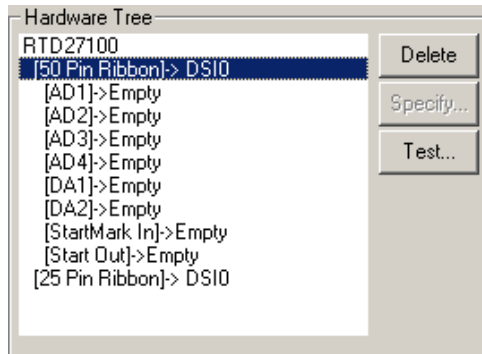 Hardware Tree
RTD27100
[50 Pin Ribbon]-> DSI0
[AD1]->Empty
[AD2]->Empty
[AD3]->Empty
[AD4]->Empty
[DA1]->Empty
[DA2]->Empty
[StartMark In]->Empty
[Start Out]->Empty
[25 Pin Ribbon]-> DSI0
Delete
Specify...
Test...